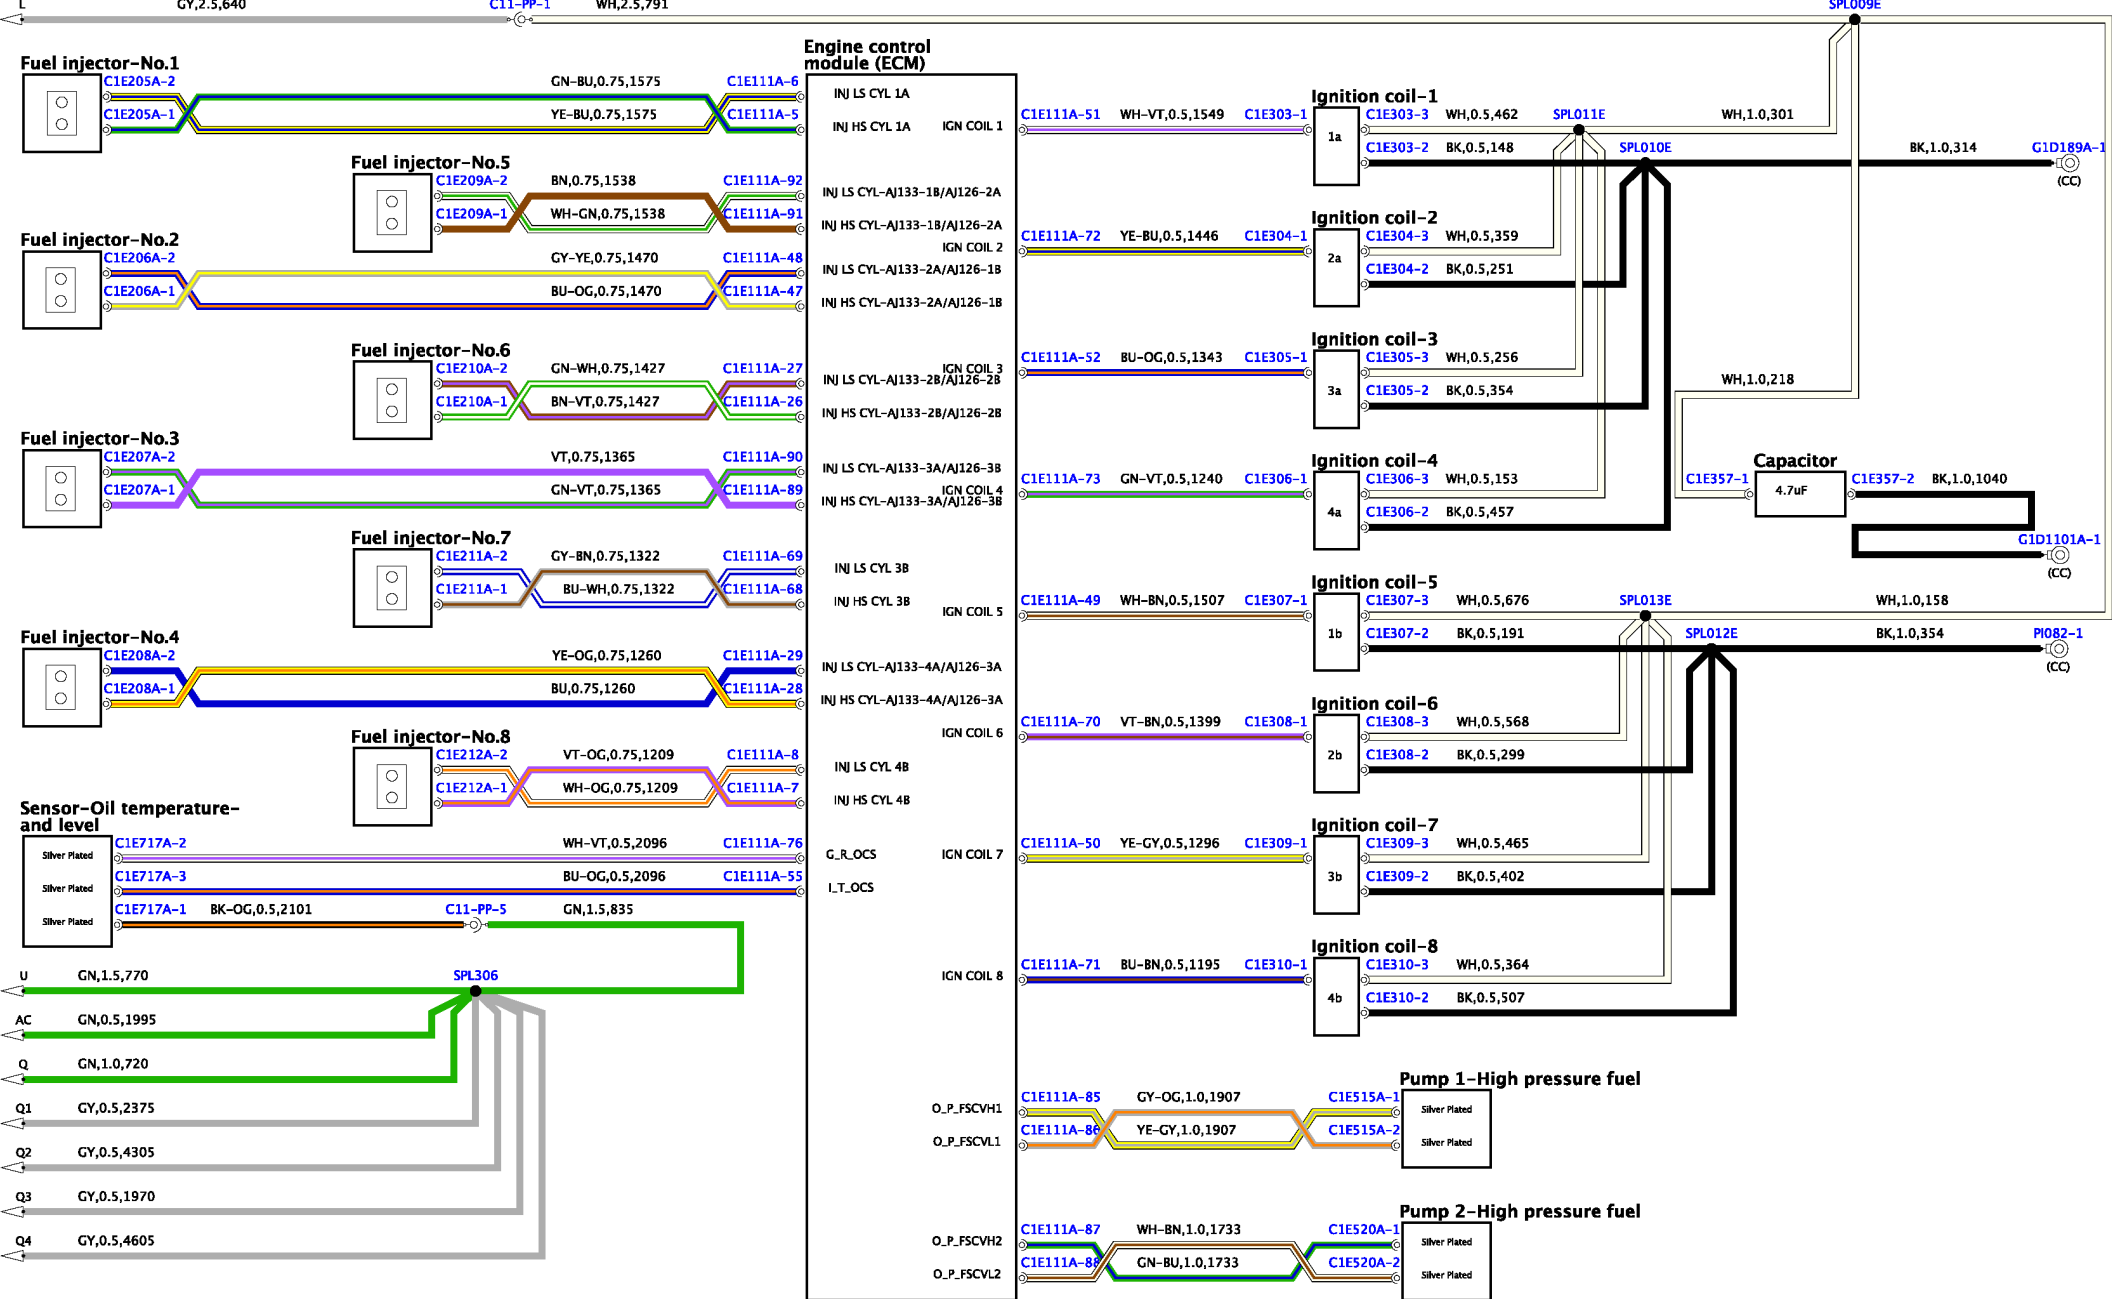 L
GY,2.5,640
C11-PP-1
WH,2.5,791
SPL009E
Fuel injector-No.1
C1E205A-2
GN-BU,0.75,1575
C1E111A-6
C1E205A-1
YE-BU,0.75,1575
C1E111A-5
Fuel injector-No.5
C1E209A-2
BN,0.75,1538
C1E111A-92
C1E209A-1
WH-GN,0.75,1538
C1E111A-91
Fuel injector-No.2
C1E206A-2
GY-YE,0.75,1470
C1E111A-48
C1E206A-1
BU-OG,0.75,1470
C1E111A-47
Fuel injector-No.6
C1E210A-2
GN-WH,0.75,1427
C1E111A-27
C1E210A-1
BN-VT,0.75,1427
C1E111A-26
Fuel injector-No.3
C1E207A-2
VT,0.75,1365
C1E111A-90
C1E207A-1
GN-VT,0.75,1365
C1E111A-89
Fuel injector-No.7
C1E211A-2
GY-BN,0.75,1322
C1E111A-69
C1E211A-1
BU-WH,0.75,1322
C1E111A-68
Fuel injector-No.4
C1E208A-2
YE-OG,0.75,1260
C1E111A-29
C1E208A-1
BU,0.75,1260
C1E111A-28
Fuel injector-No.8
C1E212A-2
VT-OG,0.75,1209
C1E111A-8
C1E212A-1
WH-OG,0.75,1209
C1E111A-7
Sensor-Oil temperature-
and level
Silver Plated
C1E717A-2
WH-VT,0.5,2096
C1E111A-76
Silver Plated
C1E717A-3
BU-OG,0.5,2096
C1E111A-55
Silver Plated
C1E717A-1
BK-OG,0.5,2101
C11-PP-5
GN,1.5,835
U
GN,1.5,770
SPL306
AC
GN,0.5,1995
Q
GN,1.0,720
Q1
GY,0.5,2375
Q2
GY,0.5,4305
Q3
GY,0.5,1970
Q4
GY,0.5,4605
Engine control
module (ECM)
INJ LS CYL 1A
INJ HS CYL 1A
IGN COIL 1
INJ LS CYL-AJ133-1B/AJ126-2A
INJ HS CYL-AJ133-1B/AJ126-2A
IGN COIL 2
INJ LS CYL-AJ133-2A/AJ126-1B
INJ HS CYL-AJ133-2A/AJ126-1B
IGN COIL 3
INJ LS CYL-AJ133-2B/AJ126-2B
INJ HS CYL-AJ133-2B/AJ126-2B
INJ LS CYL-AJ133-3A/AJ126-3B
IGN COIL 4
INJ HS CYL-AJ133-3A/AJ126-3B
INJ LS CYL 3B
INJ HS CYL 3B
IGN COIL 5
INJ LS CYL-AJ133-4A/AJ126-3A
INJ HS CYL-AJ133-4A/AJ126-3A
IGN COIL 6
INJ LS CYL 4B
INJ HS CYL 4B
G_R_OCS
IGN COIL 7
I_T_OCS
IGN COIL 8
O_P_FSCVH1
O_P_FSCVL1
O_P_FSCVH2
O_P_FSCVL2
C1E111A-51
WH-VT,0.5,1549
C1E303-1
Ignition coil-1
1a
C1E303-3
WH,0.5,462
SPL011E
WH,1.0,301
C1E303-2
BK,0.5,148
SPL010E
BK,1.0,314
G1D189A-1
(CC)
C1E111A-72
YE-BU,0.5,1446
C1E304-1
Ignition coil-2
2a
C1E304-3
WH,0.5,359
C1E304-2
BK,0.5,251
C1E111A-52
BU-OG,0.5,1343
C1E305-1
Ignition coil-3
3a
C1E305-3
WH,0.5,256
C1E305-2
BK,0.5,354
WH,1.0,218
C1E111A-73
GN-VT,0.5,1240
C1E306-1
Ignition coil-4
4a
C1E306-3
WH,0.5,153
C1E306-2
BK,0.5,457
Capacitor
C1E357-1
4.7uF
C1E357-2
BK,1.0,1040
G1D1101A-1
(CC)
C1E111A-49
WH-BN,0.5,1507
C1E307-1
Ignition coil-5
1b
C1E307-3
WH,0.5,676
SPL013E
WH,1.0,158
C1E307-2
BK,0.5,191
SPL012E
BK,1.0,354
PI082-1
(CC)
C1E111A-70
VT-BN,0.5,1399
C1E308-1
Ignition coil-6
2b
C1E308-3
WH,0.5,568
C1E308-2
BK,0.5,299
C1E111A-50
YE-GY,0.5,1296
C1E309-1
Ignition coil-7
3b
C1E309-3
WH,0.5,465
C1E309-2
BK,0.5,402
C1E111A-71
BU-BN,0.5,1195
C1E310-1
Ignition coil-8
4b
C1E310-3
WH,0.5,364
C1E310-2
BK,0.5,507
Pump 1-High pressure fuel
C1E111A-85
GY-OG,1.0,1907
C1E515A-1
Silver Plated
C1E111A-86
YE-GY,1.0,1907
C1E515A-2
Silver Plated
Pump 2-High pressure fuel
C1E111A-87
WH-BN,1.0,1733
C1E520A-1
Silver Plated
C1E111A-88
GN-BU,1.0,1733
C1E520A-2
Silver Plated